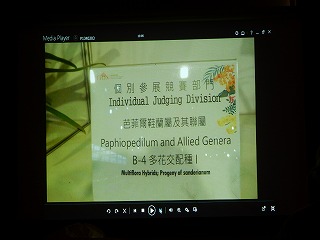 Media Player
個別參展競賽部門
Individual Judging Division
芭菲爾鞋蘭屬及其聯屬
Paphiopedilum and Allied Genera
B-4 多花交配種 I
Multiflora Hybrids; Progeny of sanderianum